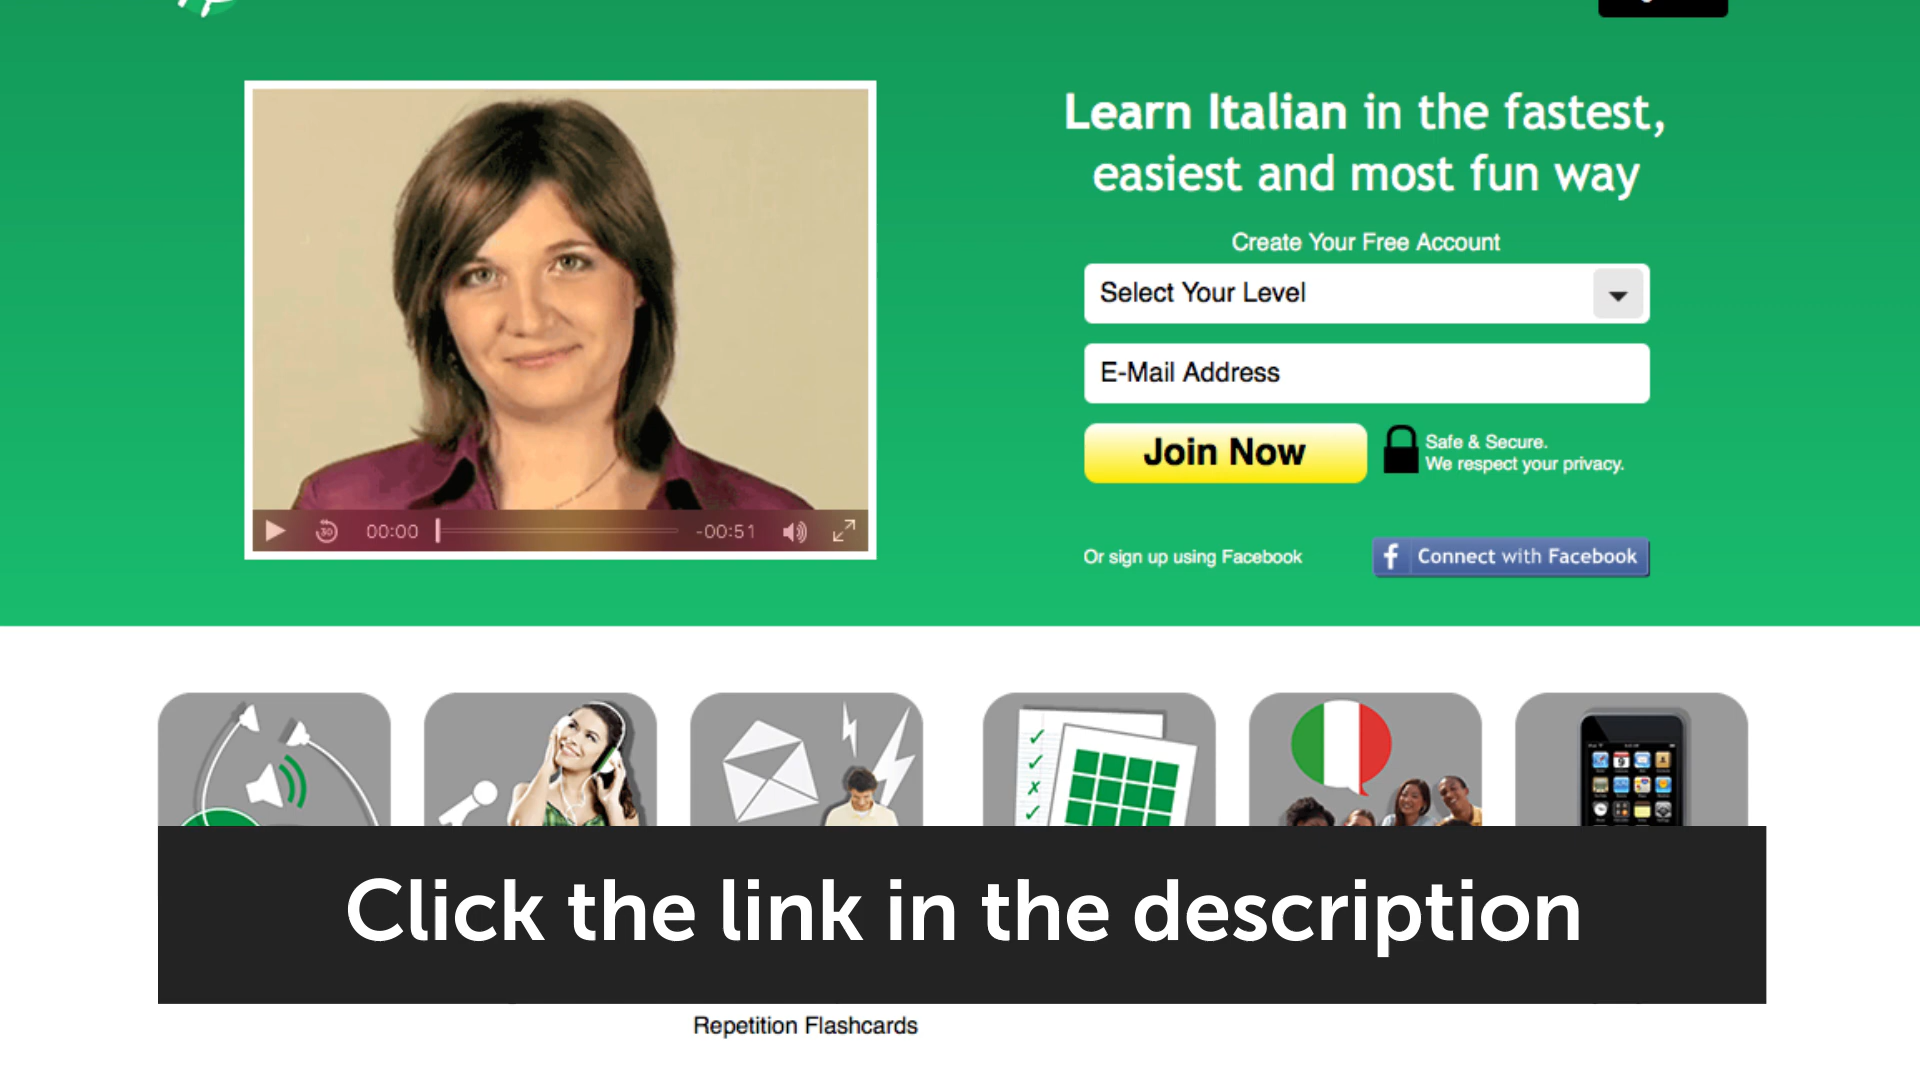 Learn Italian in the fastest,
easiest and most fun way
Create Your Free Account
Select Your Level
E-Mail Address
Join Now
Safe & Secure.
We respect your privacy.
30
00:00
-00:51
Or sign up using Facebook
f Connect with Facebook
Click the link in the description
Repetition Flashcards